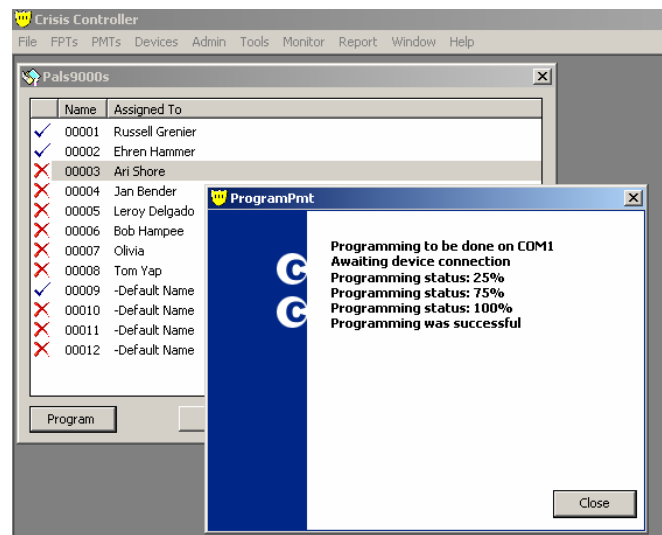 Crisis Controller
File FPTs PMTs Devices Admin Tools Monitor Report Window Help
Pals9000s
Name Assigned To
00001 Russell Grenier
00002 Ehren Hammer
00003 Ari Shore
00004 Jan Bender
00005 Leroy Delgado
00006 Bob Hampee
00007 Olivia
00008 Tom Yap
00009 -Default Name
00010 -Default Name
00011 -Default Name
00012 -Default Name
Program
ProgramPmt
C
C
Programming to be done on COM1
Awaiting device connection
Programming status: 25%
Programming status: 75%
Programming status: 100%
Programming was successful
Close